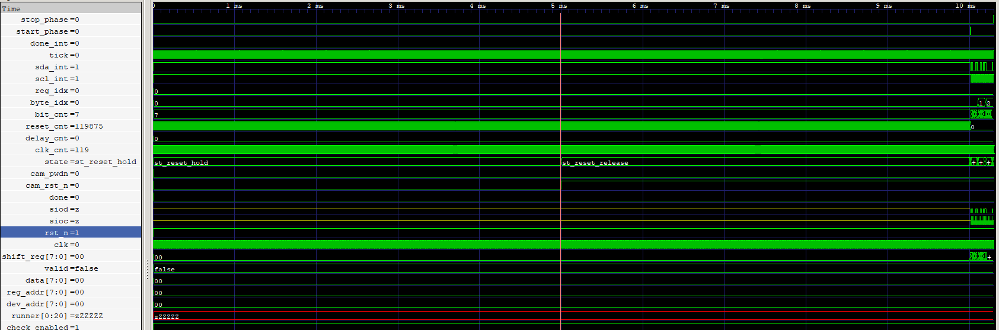 Time
0 1 ms 2 ms 3 ms 4 ms 5 ms 6 ms 7 ms 8 ms 9 ms 10 ms
stop_phase=0
start_phase=0
done_int=0
tick=0
sda_int=1
scl_int=1
reg_idx=0 0
byte_idx=0 0 1 2
bit_cnt=7 7
reset_cnt=119875 0
delay_cnt=0 0
clk_cnt=119
state=st_reset_hold st_reset_hold st_reset_release + + +
cam_pwdn=0
cam_rst_n=0
done=0
siod=z
sioc=z
rst_n=1
clk=0
shift_reg[7:0]=00 00 +
valid=false false
data[7:0]=00 00
reg_addr[7:0]=00 00
dev_addr[7:0]=00 00
runner[0:20]=zZZZZZ zZZZZZ
check_enabled=1